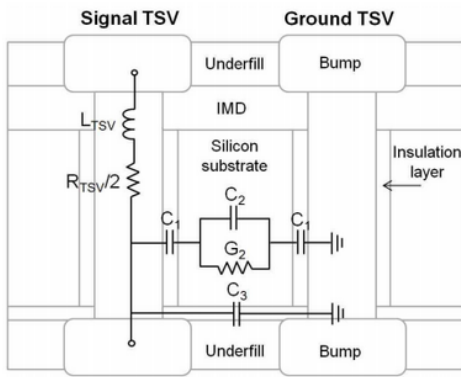 Signal TSV Ground TSV
Underfill Bump
IMD
L_TSV
Silicon
substrate
Insulation
layer
R_TSV/2
C_2
C_1 C_1
G_2
C_3
Underfill Bump